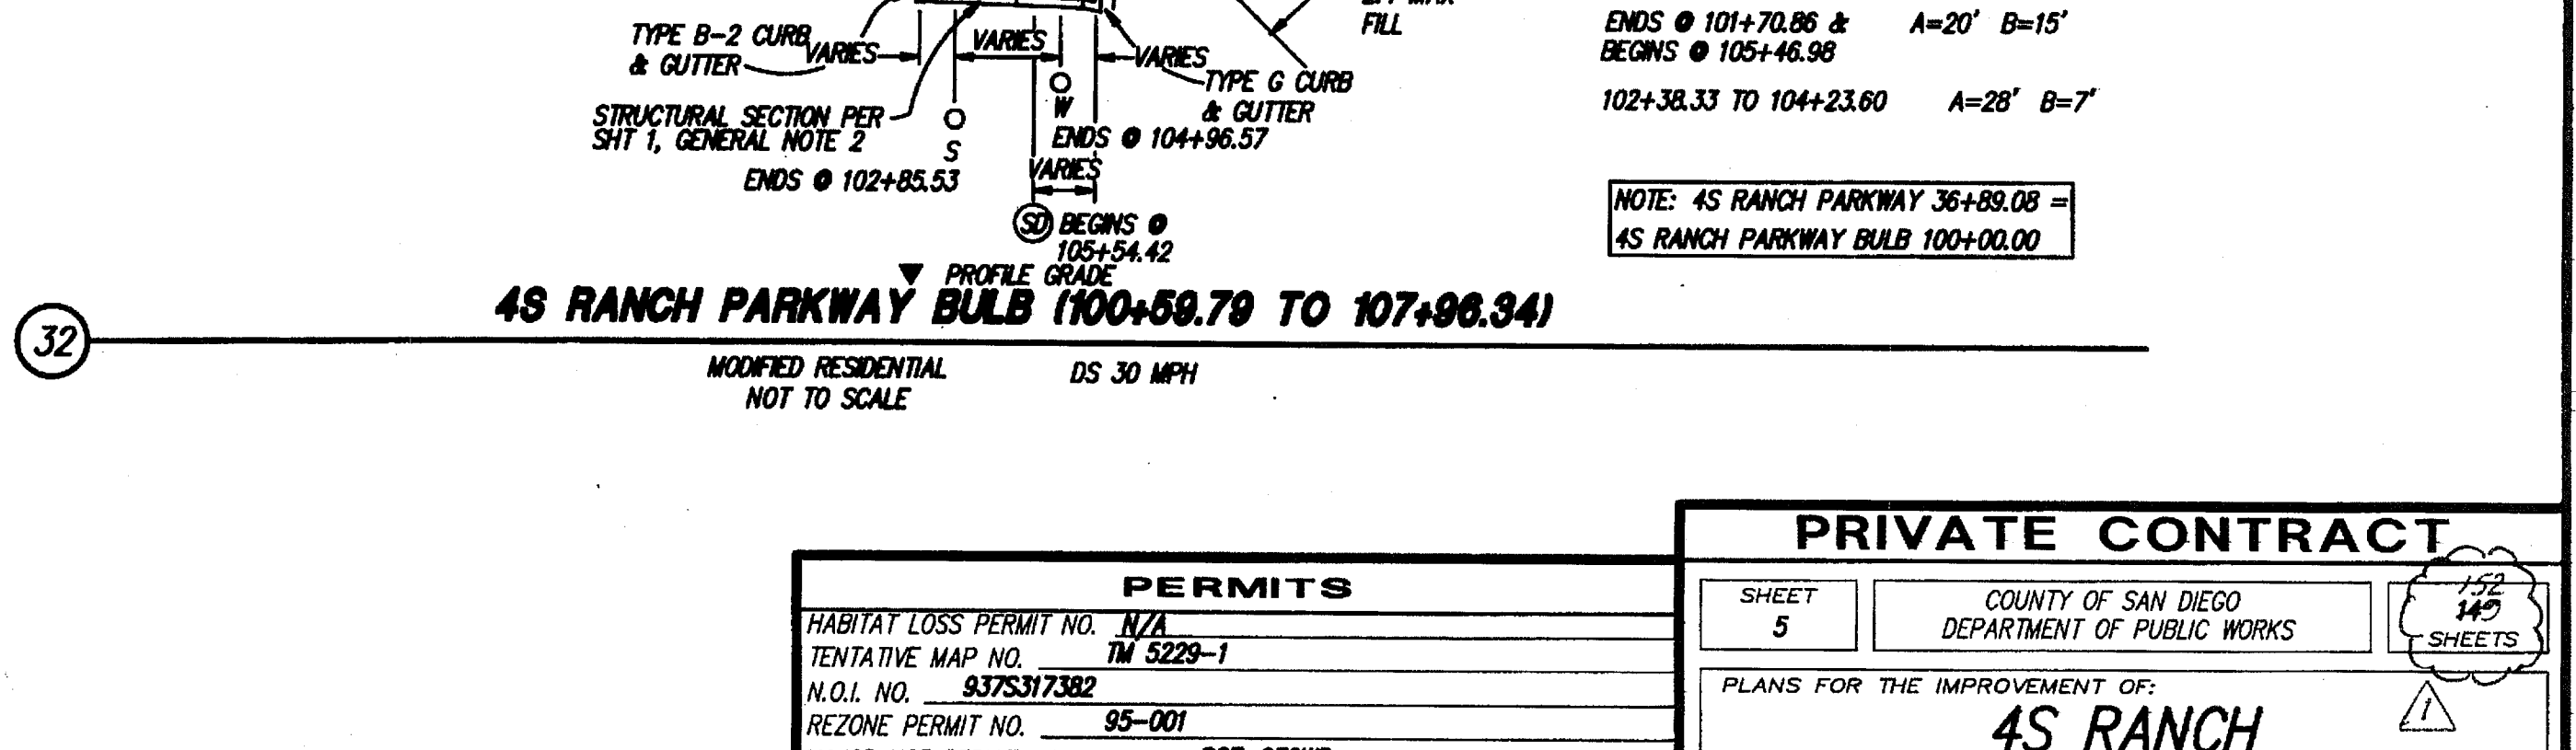 TYPE B-2 CURB
& GUTTER
VARIES
VARIES
VARIES
TYPE G CURB
& GUTTER
FILL
STRUCTURAL SECTION PER
SHT 1, GENERAL NOTE 2
S
ENDS @ 102+85.53
W
ENDS @ 104+96.57
VARIES
SD BEGINS @
105+54.42
PROFILE GRADE
4S RANCH PARKWAY BULB (100+59.79 TO 107+96.34)
32
MODIFIED RESIDENTIAL DS 30 MPH
NOT TO SCALE
ENDS @ 101+70.86 & A=20' B=15'
BEGINS @ 105+46.98
102+38.33 TO 104+23.60 A=28' B=7'
NOTE: 4S RANCH PARKWAY 36+89.08 =
4S RANCH PARKWAY BULB 100+00.00
PERMITS
HABITAT LOSS PERMIT NO. N/A
TENTATIVE MAP NO. TM 5229-1
N.O.I. NO. 937S317382
REZONE PERMIT NO. 95-001
PRIVATE CONTRACT
SHEET
5
COUNTY OF SAN DIEGO
DEPARTMENT OF PUBLIC WORKS
152
149
SHEETS
PLANS FOR THE IMPROVEMENT OF:
4S RANCH
1